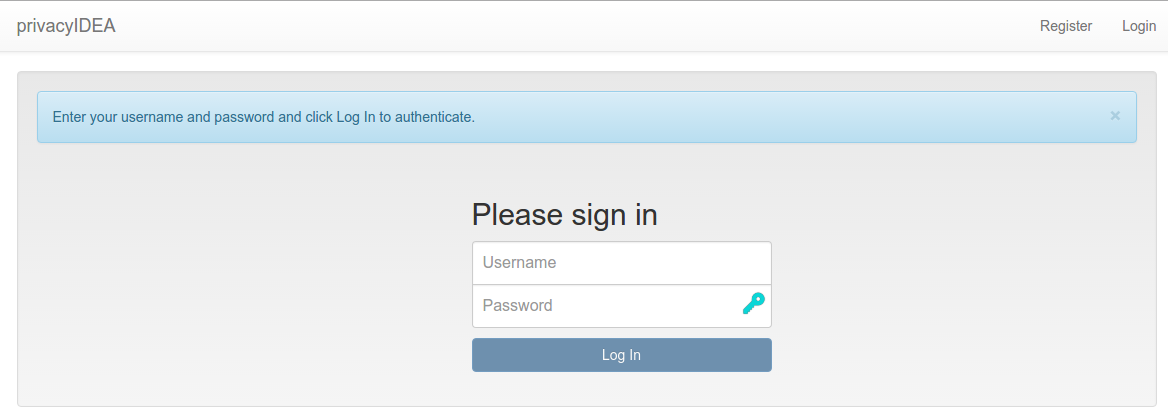 privacyIDEA Register Login
Enter your username and password and click Log In to authenticate. ×
Please sign in
Username
Password
Log In